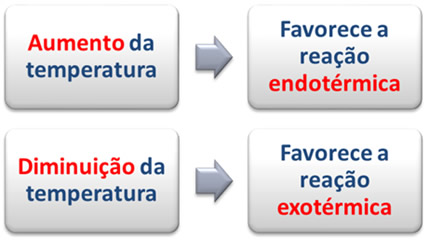 Aumento da
temperatura
Favorece a
reação
endotérmica
Diminuição da
temperatura
Favorece a
reação
exotérmica